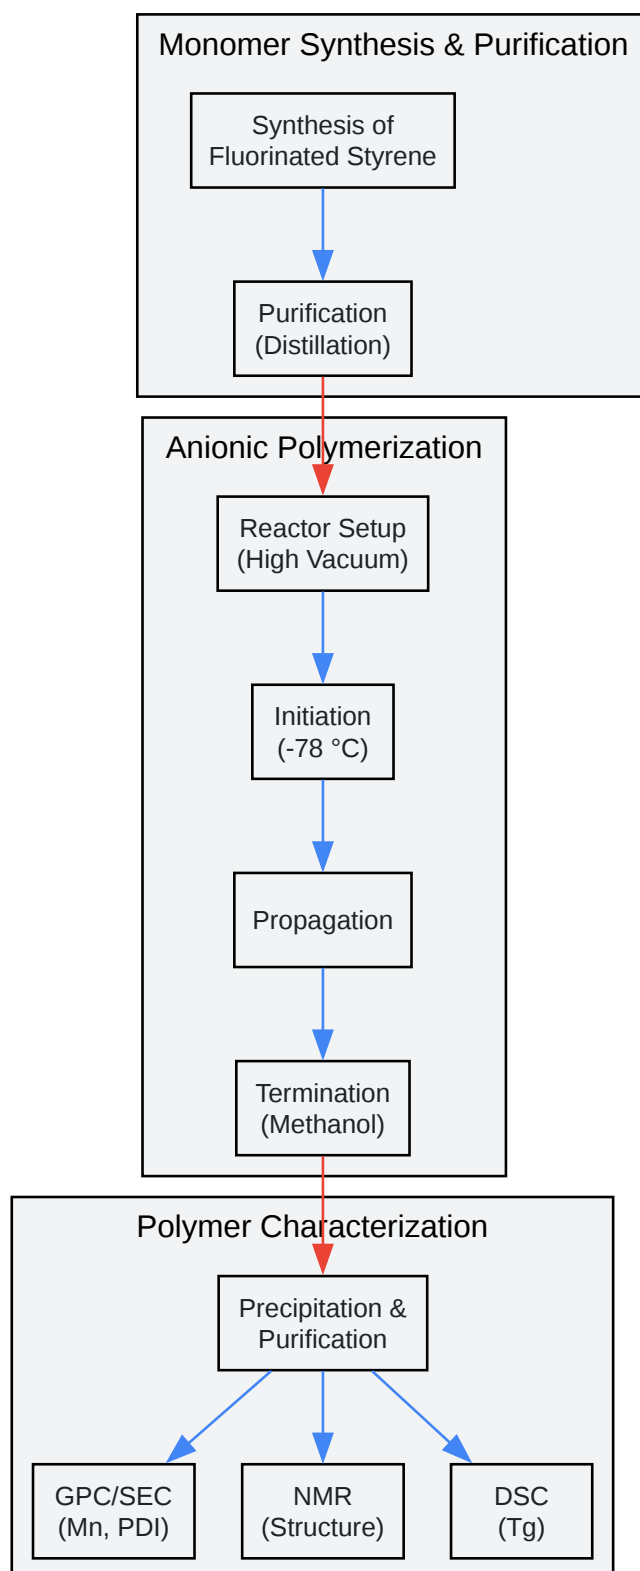 Monomer Synthesis & Purification
Synthesis of
Fluorinated Styrene
Purification
(Distillation)
Anionic Polymerization
Reactor Setup
(High Vacuum)
Initiation
(-78 °C)
Propagation
Termination
(Methanol)
Polymer Characterization
Precipitation &
Purification
GPC/SEC
(Mn, PDI)
NMR
(Structure)
DSC
(Tg)